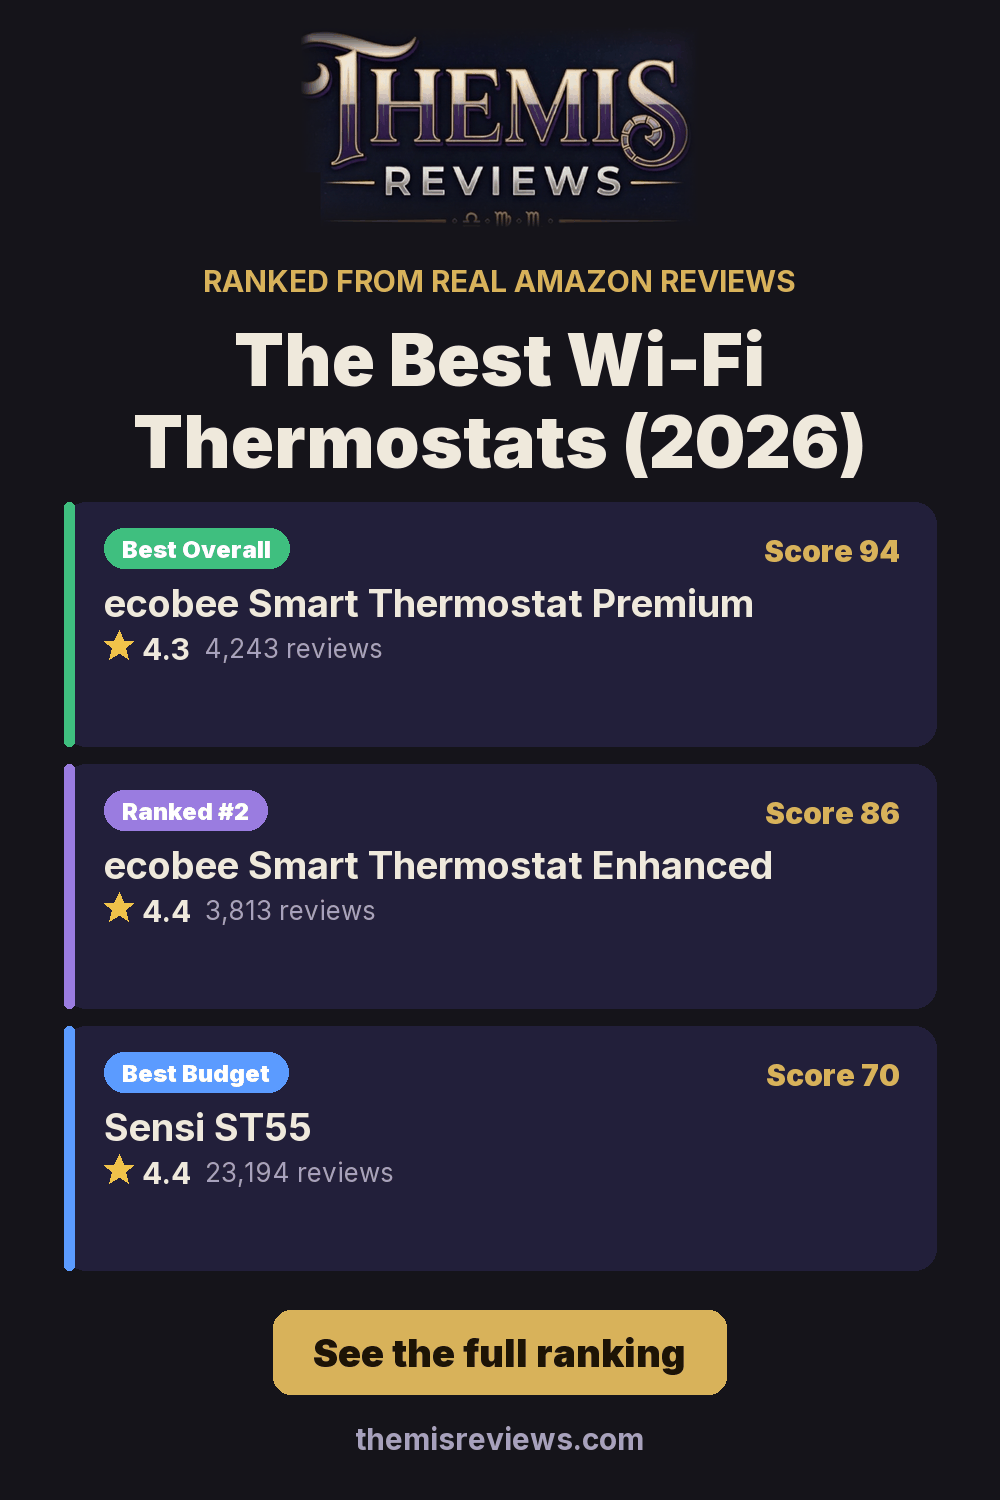 THEMIS
REVIEWS
♎ · ♍ · ♏
RANKED FROM REAL AMAZON REVIEWS
The Best Wi-Fi
Thermostats (2026)
Best Overall
Score 94
ecobee Smart Thermostat Premium
4.3 4,243 reviews
Ranked #2
Score 86
ecobee Smart Thermostat Enhanced
4.4 3,813 reviews
Best Budget
Score 70
Sensi ST55
4.4 23,194 reviews
See the full ranking
themisreviews.com